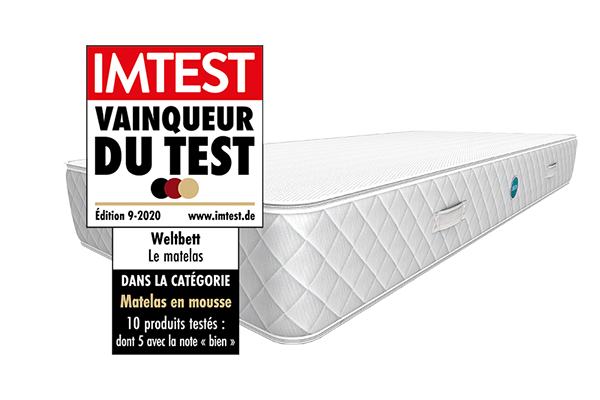 IMTEST
VAINQUEUR
DU TEST
Édition 9-2020 www.imtest.de
Weltbett
Le matelas
DANS LA CATÉGORIE
Matelas en mousse
10 produits testés :
dont 5 avec la note « bien »